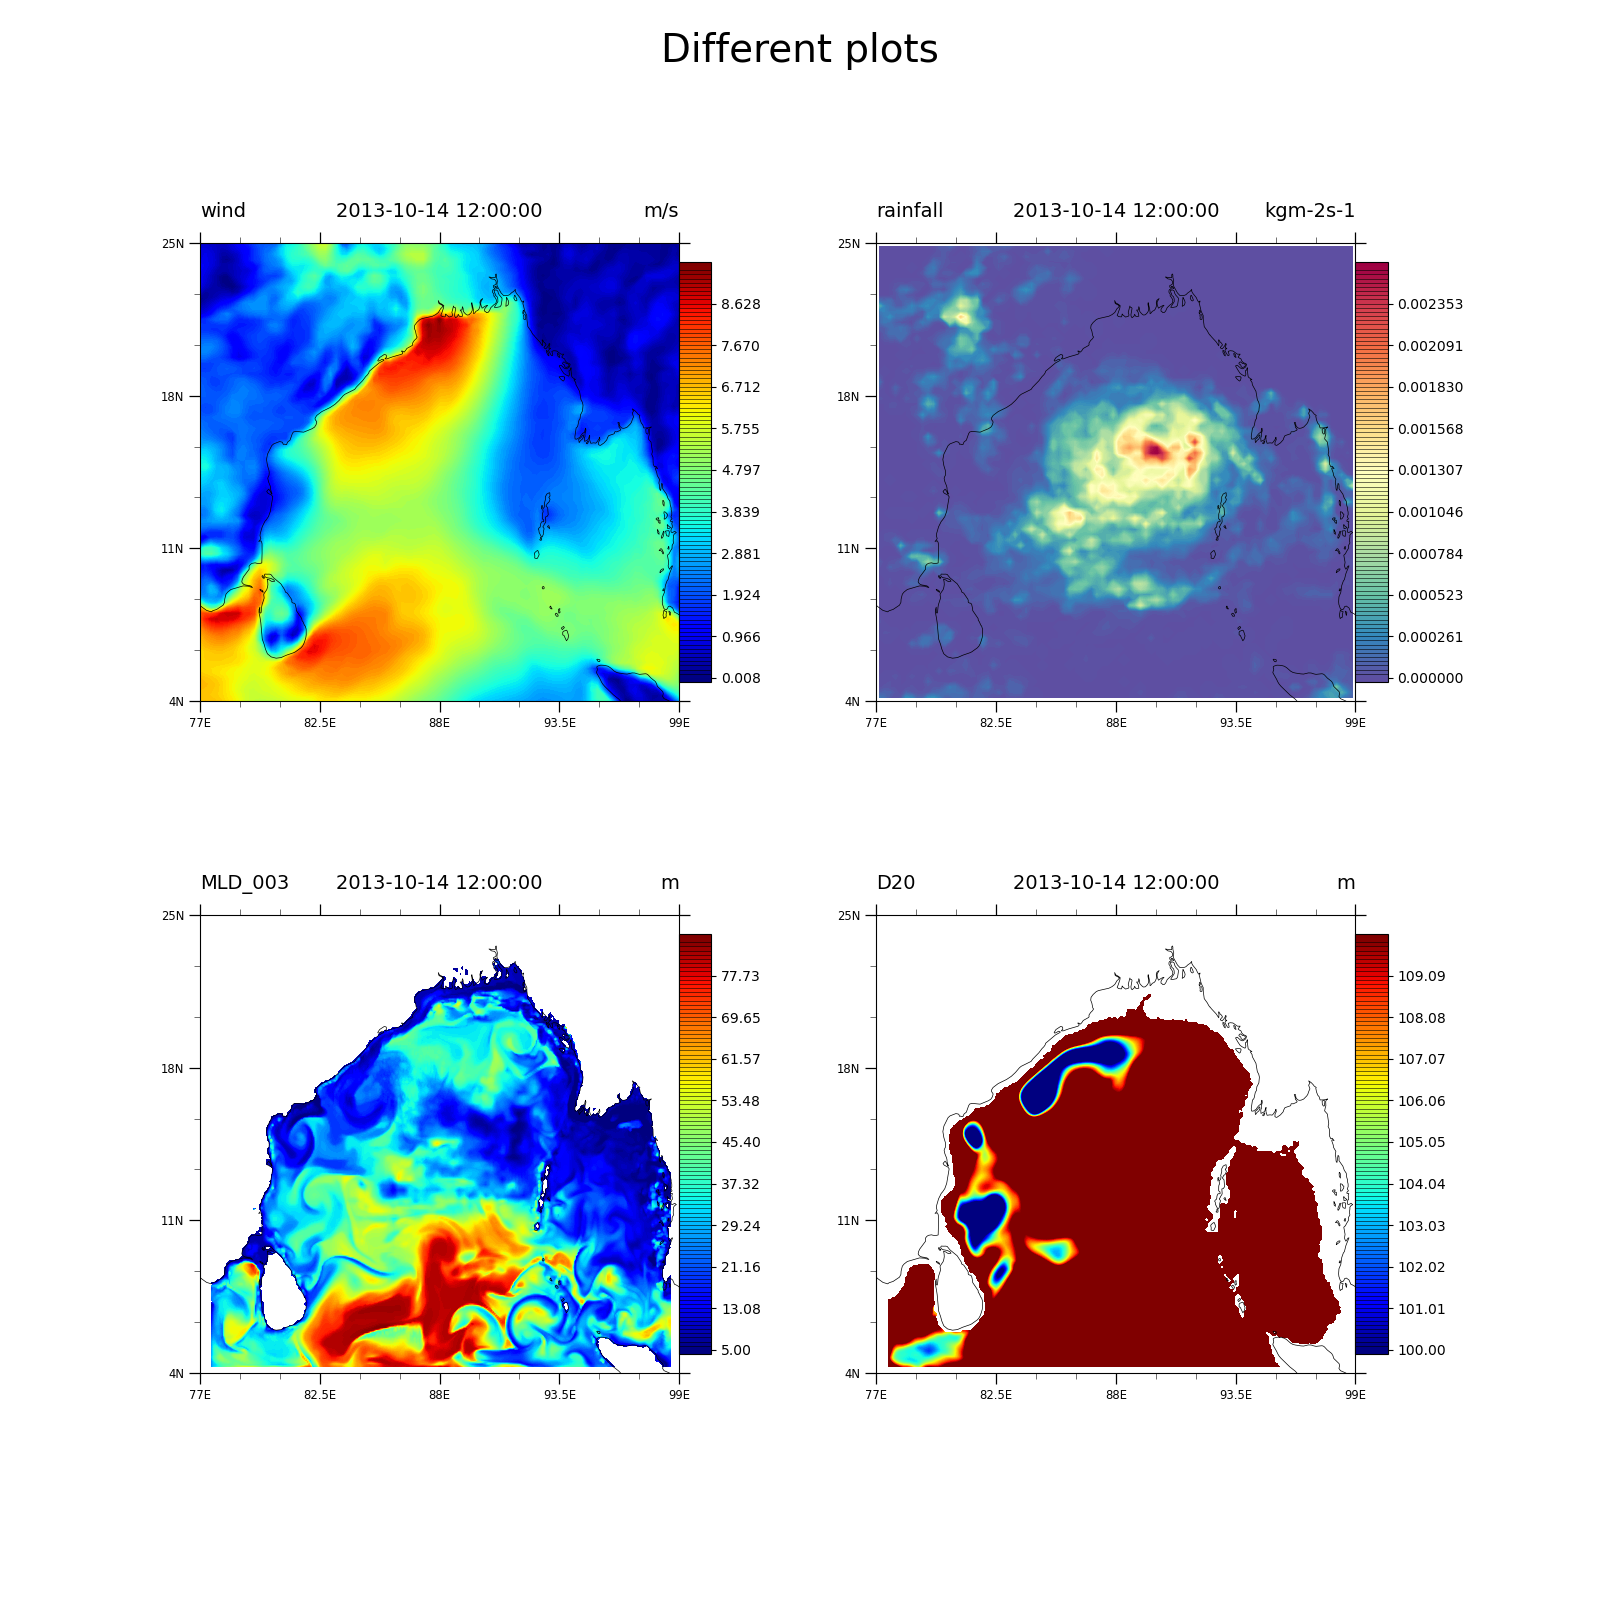 Different plots
wind 2013-10-14 12:00:00 m/s
25N
18N
11N
4N
77E 82.5E 88E 93.5E 99E
8.628
7.670
6.712
5.755
4.797
3.839
2.881
1.924
0.966
0.008
rainfall 2013-10-14 12:00:00 kgm-2s-1
25N
18N
11N
4N
77E 82.5E 88E 93.5E 99E
0.002353
0.002091
0.001830
0.001568
0.001307
0.001046
0.000784
0.000523
0.000261
0.000000
MLD_003 2013-10-14 12:00:00 m
25N
18N
11N
4N
77E 82.5E 88E 93.5E 99E
77.73
69.65
61.57
53.48
45.40
37.32
29.24
21.16
13.08
5.00
D20 2013-10-14 12:00:00 m
25N
18N
11N
4N
77E 82.5E 88E 93.5E 99E
109.09
108.08
107.07
106.06
105.05
104.04
103.03
102.02
101.01
100.00